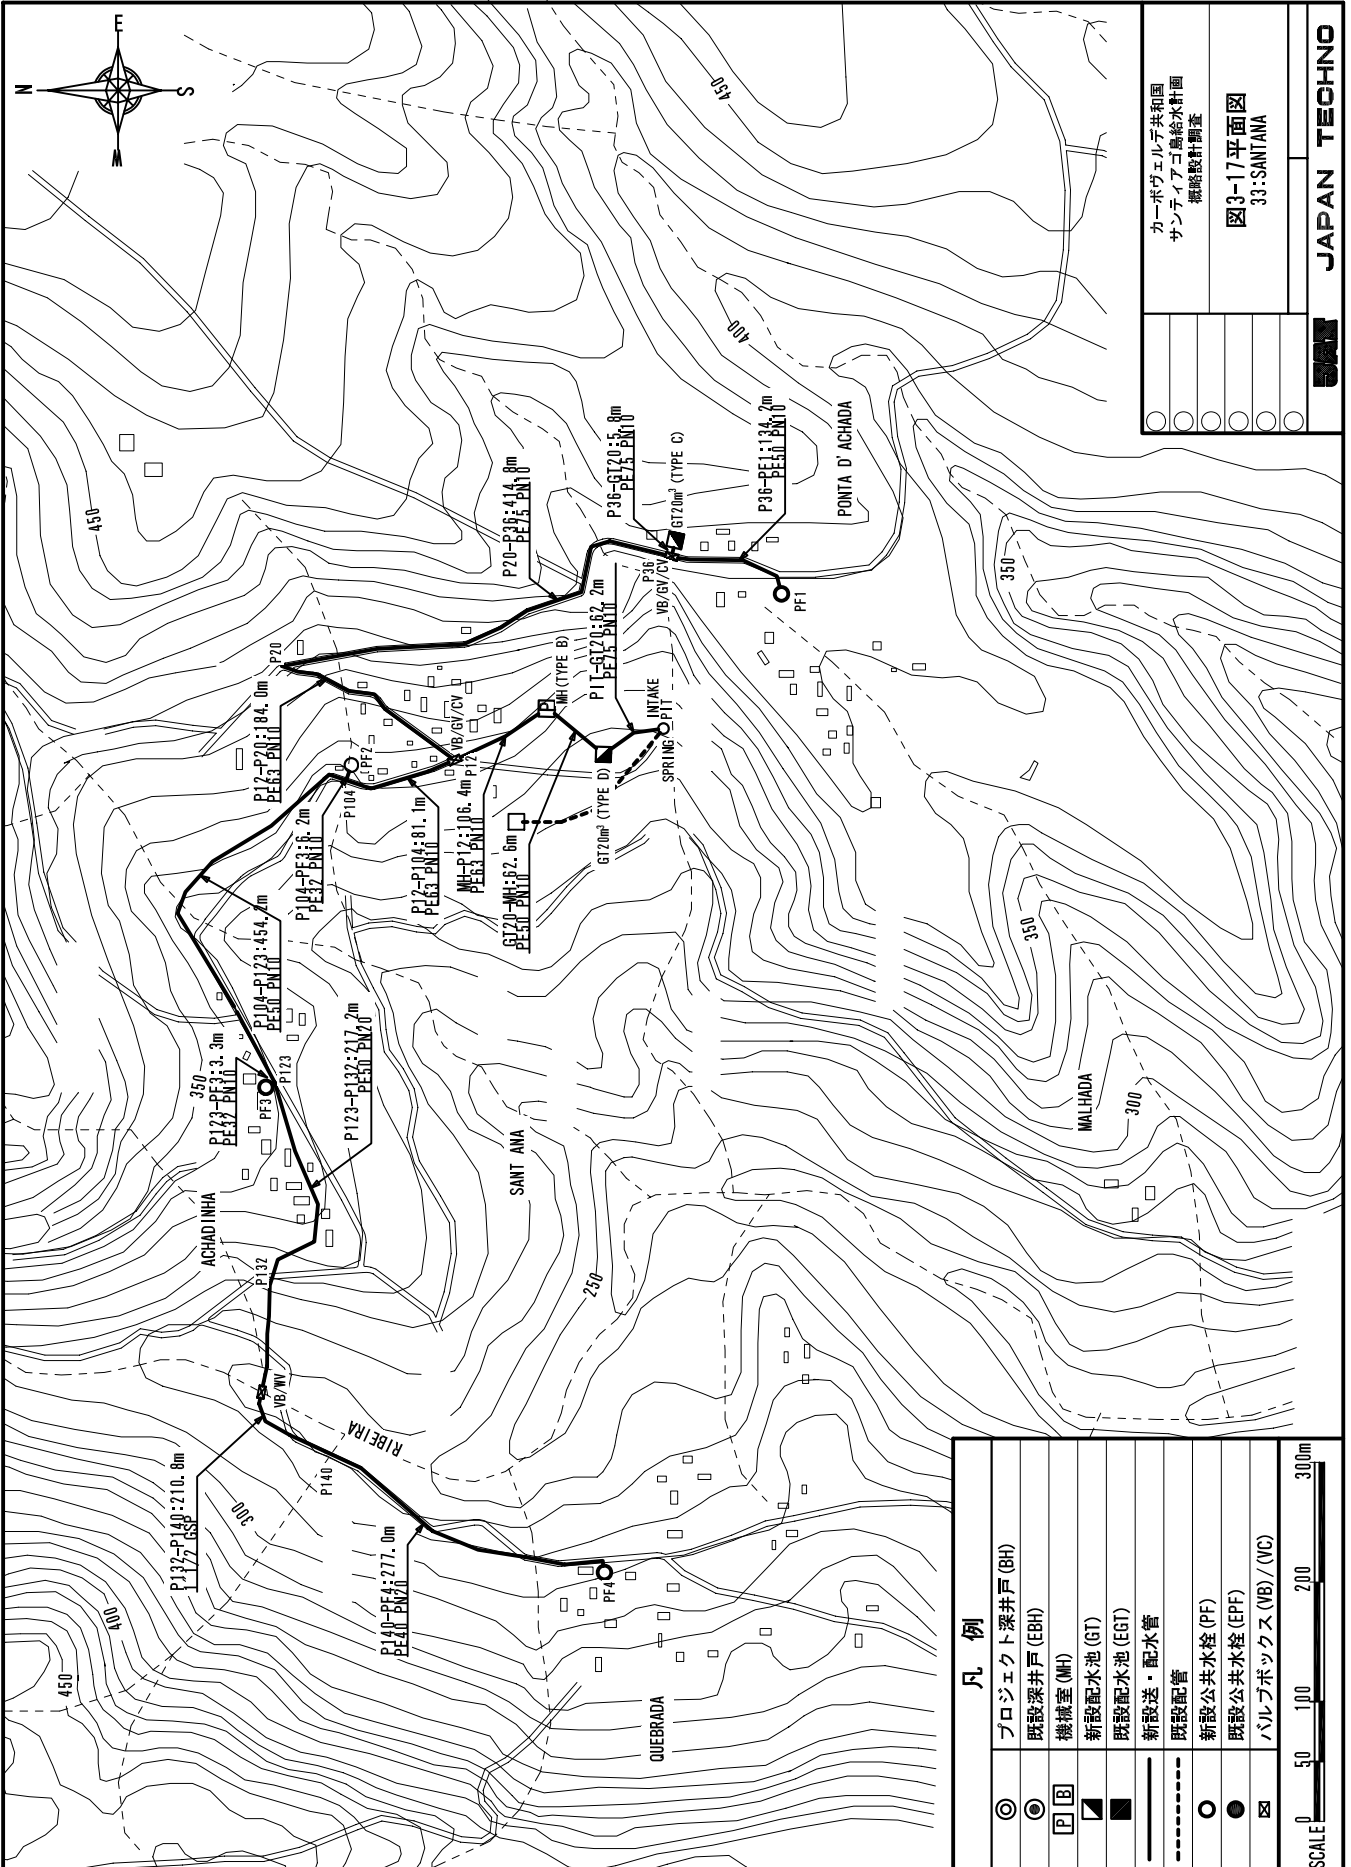 N
E
S
W
カーボヴェルデ共和国
サンティアゴ島給水計画
概略設計調査
図3-17平面図
33:SANTANA
JAPAN TECHNO
450
400
450
350
350
300
350
250
300
400
450
P20-P36:414.8m
PE75 PN10
P36-GT20:5.8m
PE75 PN10
GT20m³ (TYPE C)
P36-PE1:134.2m
PE50 PN10
PONTA D' ACHADA
P36
VB/GV/CV
PF1
P20
P12-P20:184.0m
PE63 PN10
PF2
P104
VB/GV/CV
P12
MH(TYPE B)
P
PIT-GT20:62.2m
PE75 PN10
INTAKE
PIT
SPRING
GT20m³ (TYPE D)
P104-PF3:6.2m
PE32 PN10
P12-P104:81.1m
PE63 PN10
MH-P12:106.4m
PE63 PN10
GT20-MH:62.6m
PE50 PN10
P104-P123:454.2m
PE50 PN10
P123-PF3:3.3m
PE32 PN10
PF3
P123
P123-P132:217.2m
PE50 PN20
SANT ANA
MALHADA
ACHADINHA
P132
VB/WV
RIBEIRA
P140
P132-P140:210.8m
1 1/2 GSP
P140-PF4:277.0m
PE40 PN20
PF4
QUEBRADA
凡 例
プロジェクト深井戸(BH)
既設深井戸(EBH)
P B 機械室(MH)
新設配水池(GT)
既設配水池(EGT)
新設送・配水管
既設配管
新設公共水栓(PF)
既設公共水栓(EPF)
バルブボックス(VB)/(VC)
SCALE 0 50 100 200 300m